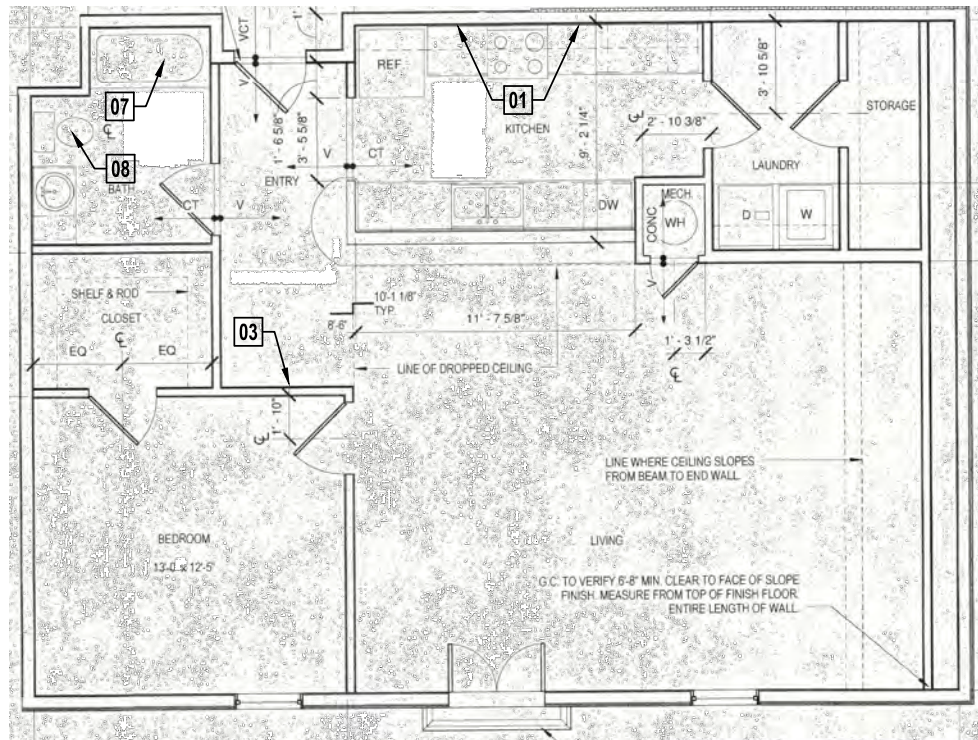 VCT
1'
REF.
07
V
01
3' - 10 5/8"
STORAGE
KITCHEN
9' - 2 1/4"
℄
2' - 10 3/8"
1' - 6 5/8"
3' - 5 5/8"
V
CT
℄
08
BATH
ENTRY
LAUNDRY
MECH.
CT
V
DW
CONC
WH
D
W
V
SHELF & ROD
CLOSET
10'-1 1/8"
TYP.
03
11' - 7 5/8"
EQ
℄
EQ
1' - 3 1/2"
℄
LINE OF DROPPED CEILING
1' - 10"
℄
LINE WHERE CEILING SLOPES
FROM BEAM TO END WALL.
BEDROOM
13'-0 x 12'-5"
LIVING
G.C. TO VERIFY 6'-8" MIN. CLEAR TO FACE OF SLOPE
FINISH. MEASURE FROM TOP OF FINISH FLOOR.
ENTIRE LENGTH OF WALL.